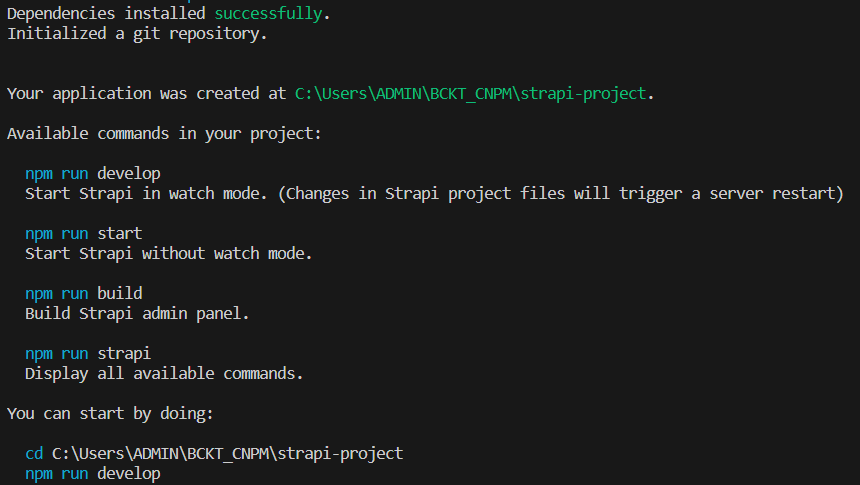 Dependencies installed successfully.
Initialized a git repository.
Your application was created at C:\Users\ADMIN\BCKT_CNPM\strapi-project.
Available commands in your project:
npm run develop
Start Strapi in watch mode. (Changes in Strapi project files will trigger a server restart)
npm run start
Start Strapi without watch mode.
npm run build
Build Strapi admin panel.
npm run strapi
Display all available commands.
You can start by doing:
cd C:\Users\ADMIN\BCKT_CNPM\strapi-project
npm run develop